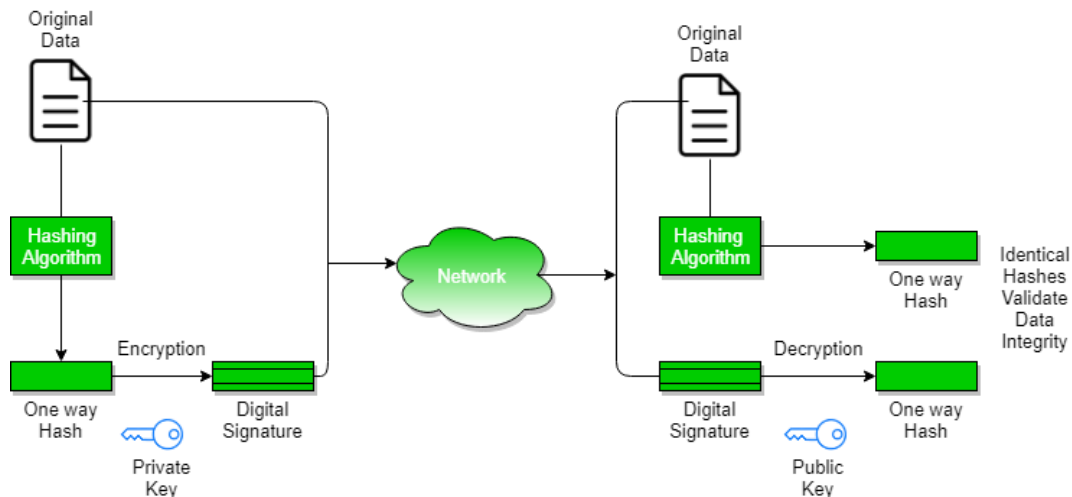 Original
Data
Hashing
Algorithm
Encryption
One way
Hash
Digital
Signature
Private
Key
Network
Original
Data
Hashing
Algorithm
One way
Hash
Identical
Hashes
Validate
Data
Integrity
Decryption
Digital
Signature
One way
Hash
Public
Key